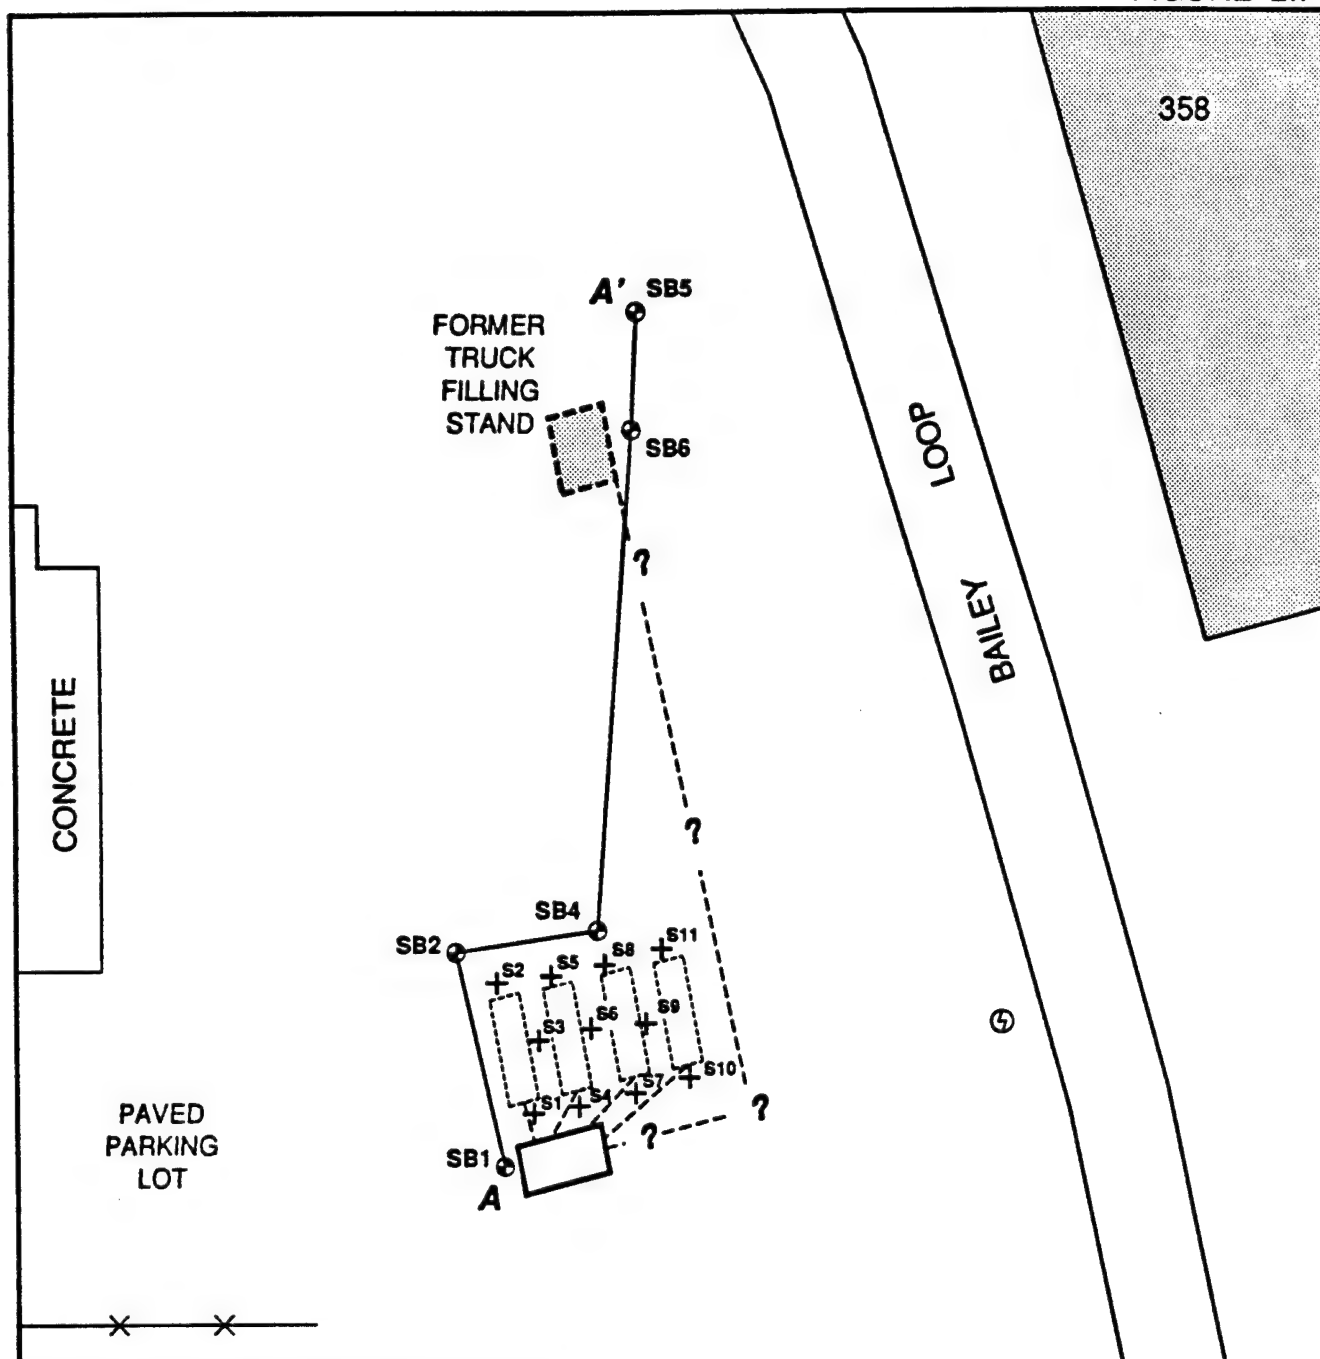 358
A' SB5
FORMER
TRUCK
FILLING
STAND
SB6
LOOP
?
BAILEY
CONCRETE
?
SB4
SB2
S11
S8
S5
S2
S9
S6
S3
S10
S7
S4
S1
PAVED
PARKING
LOT
?
?
SB1
A